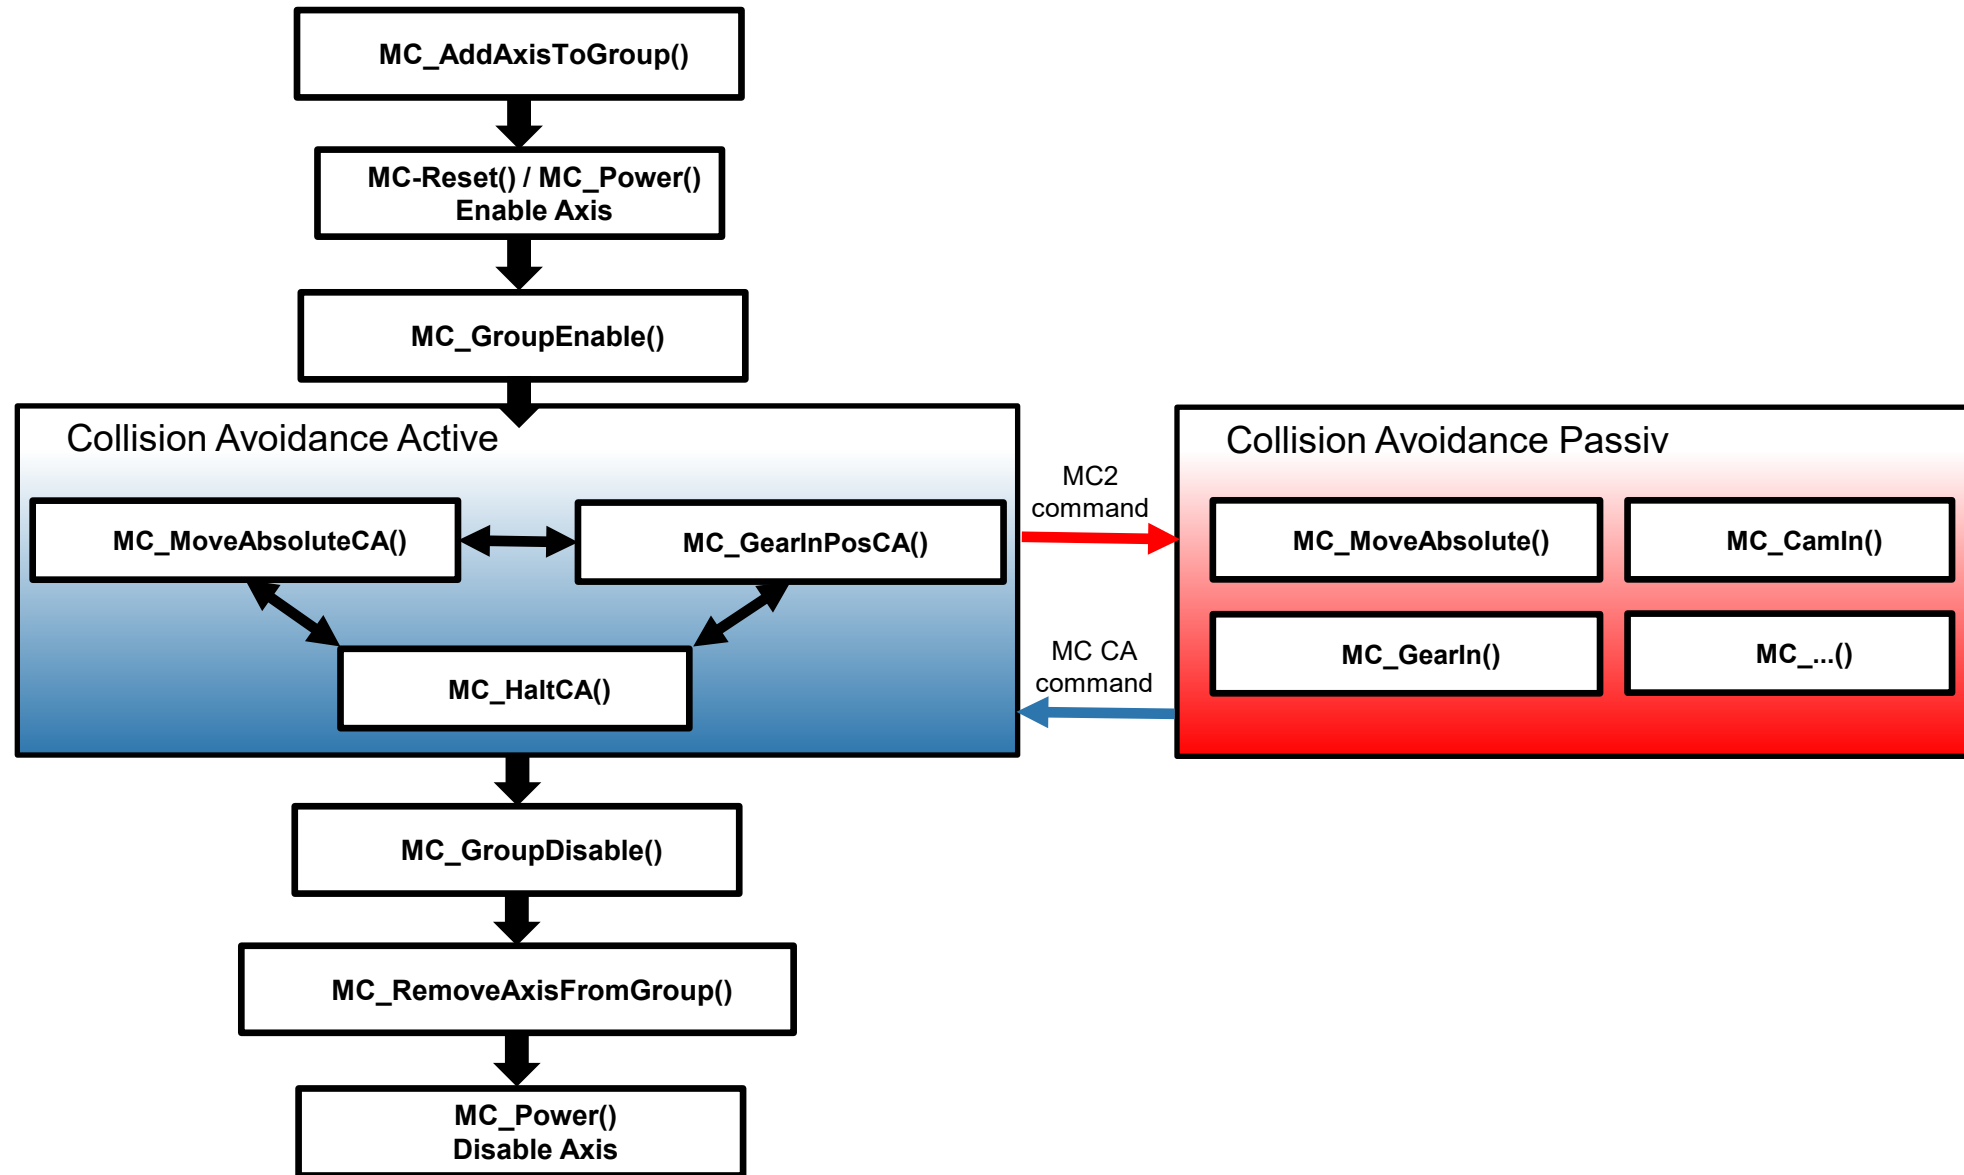 MC_AddAxisToGroup()
MC-Reset() / MC_Power()
Enable Axis
MC_GroupEnable()
Collision Avoidance Active
MC_MoveAbsoluteCA()
MC_GearInPosCA()
MC_HaltCA()
MC2
command
MC CA
command
Collision Avoidance Passiv
MC_MoveAbsolute()
MC_CamIn()
MC_GearIn()
MC_...()
MC_GroupDisable()
MC_RemoveAxisFromGroup()
MC_Power()
Disable Axis